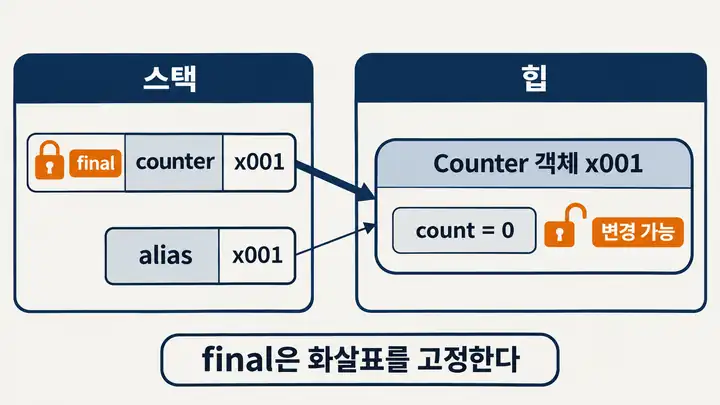 스택
힙
final counter x001
alias x001
Counter 객체 x001
count = 0 변경 가능
final은 화살표를 고정한다